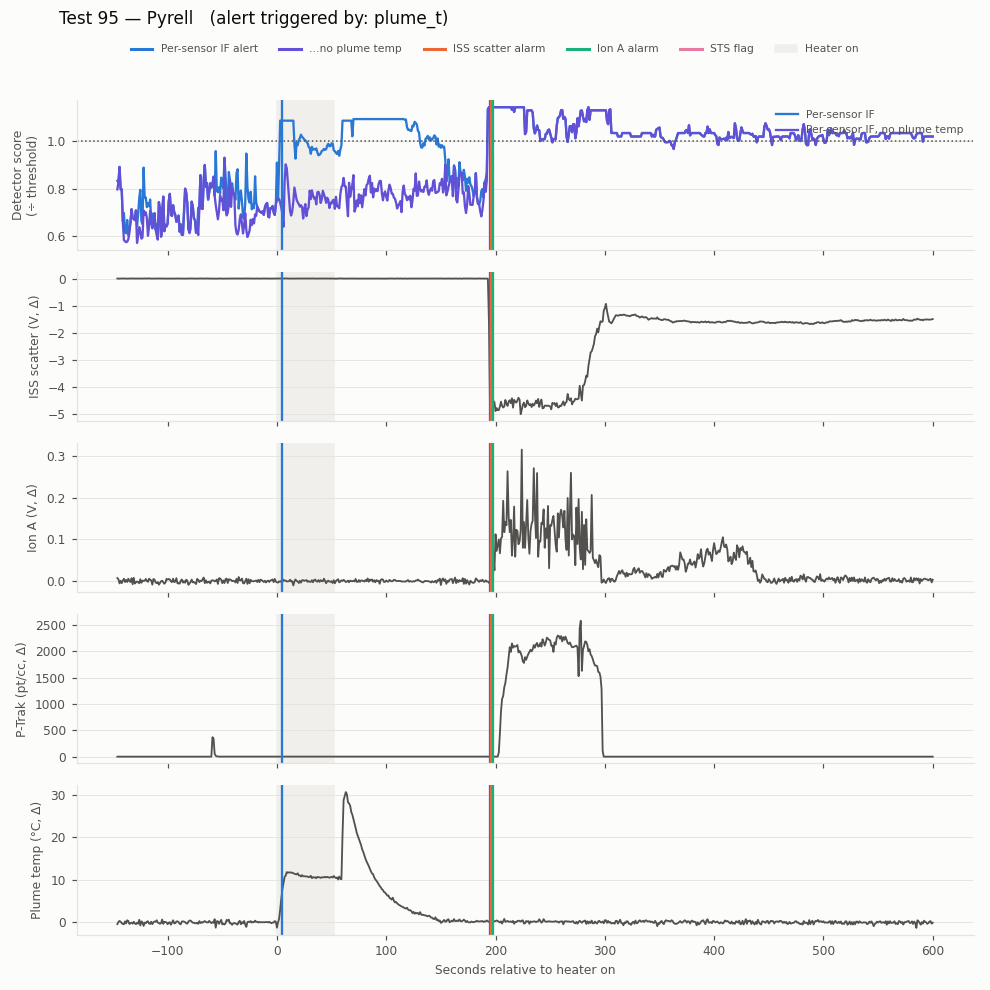 Test 95 — Pyrell   (alert triggered by: plume_t)
Per-sensor IF alert
...no plume temp
ISS scatter alarm
Ion A alarm
STS flag
Heater on
Detector score
(÷ threshold)
1.0
0.8
0.6
Per-sensor IF
Per-sensor IF, no plume temp
ISS scatter (V, Δ)
0
−1
−2
−3
−4
−5
Ion A (V, Δ)
0.3
0.2
0.1
0.0
P-Trak (pt/cc, Δ)
2500
2000
1500
1000
500
0
Plume temp (°C, Δ)
30
20
10
0
−100
0
100
200
300
400
500
600
Seconds relative to heater on